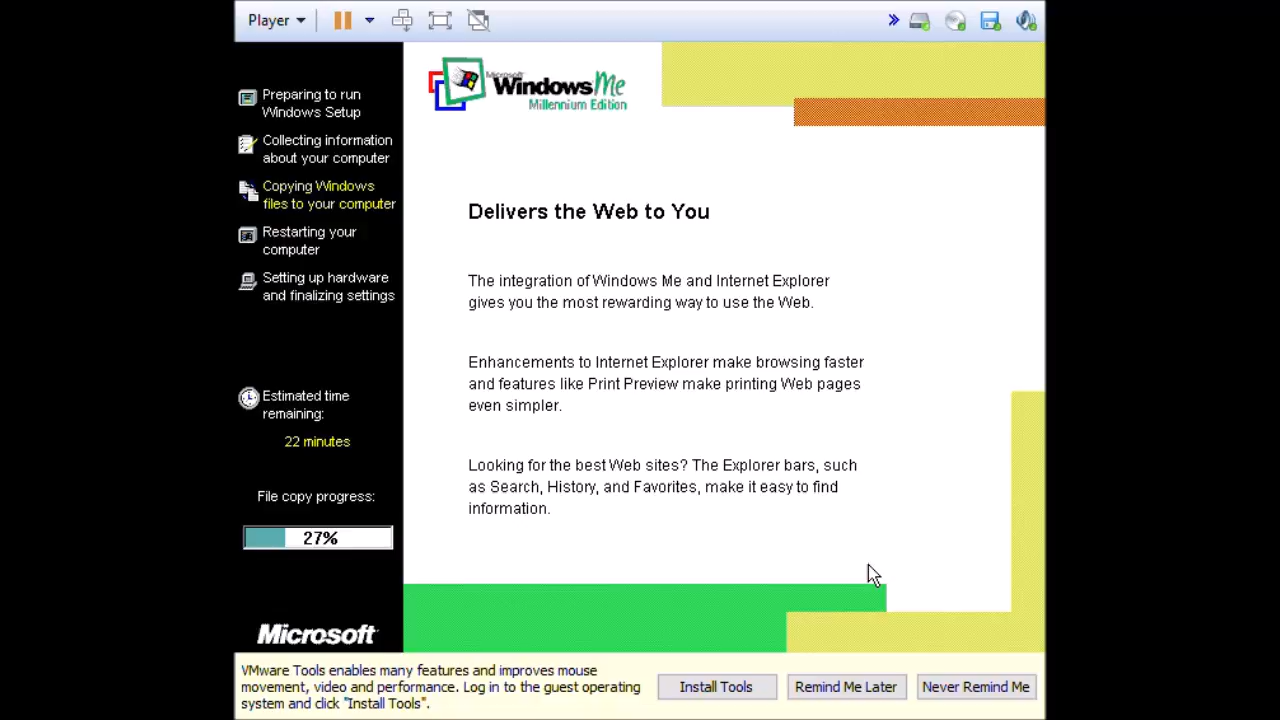 Player
Preparing to run
Windows Setup
Collecting information
about your computer
Copying Windows
files to your computer
Restarting your
computer
Setting up hardware
and finalizing settings
Estimated time
remaining:
22 minutes
File copy progress:
27%
Microsoft
Microsoft
WindowsMe
Millennium Edition
Delivers the Web to You
The integration of Windows Me and Internet Explorer
gives you the most rewarding way to use the Web.
Enhancements to Internet Explorer make browsing faster
and features like Print Preview make printing Web pages
even simpler.
Looking for the best Web sites? The Explorer bars, such
as Search, History, and Favorites, make it easy to find
information.
VMware Tools enables many features and improves mouse
movement, video and performance. Log in to the guest operating
system and click "Install Tools".
Install Tools
Remind Me Later
Never Remind Me